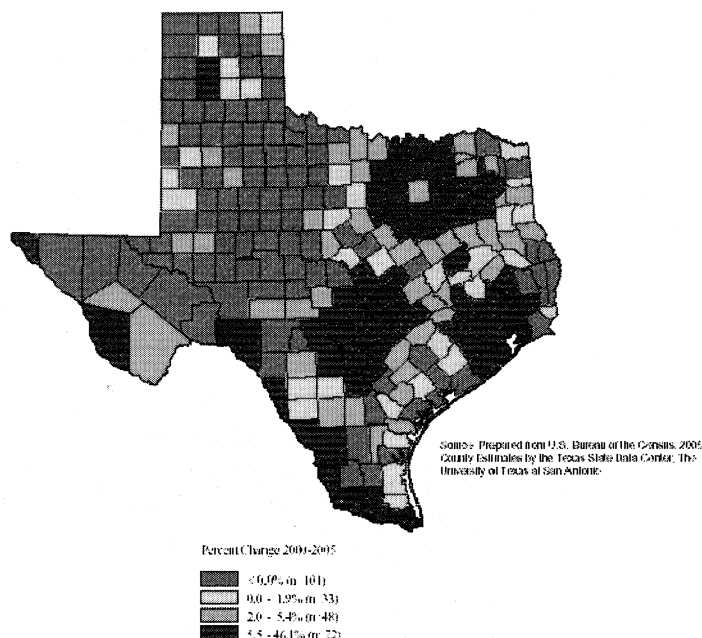 Source: Prepared from U.S. Bureau of the Census, 2005
County Estimates by the Texas State Data Center, The
University of Texas at San Antonio
Percent Change 2000-2005
< 0.0% (n=101)
0.0 - 1.9% (n=33)
2.0 - 5.4% (n=48)
5.5 - 46.1% (n=72)